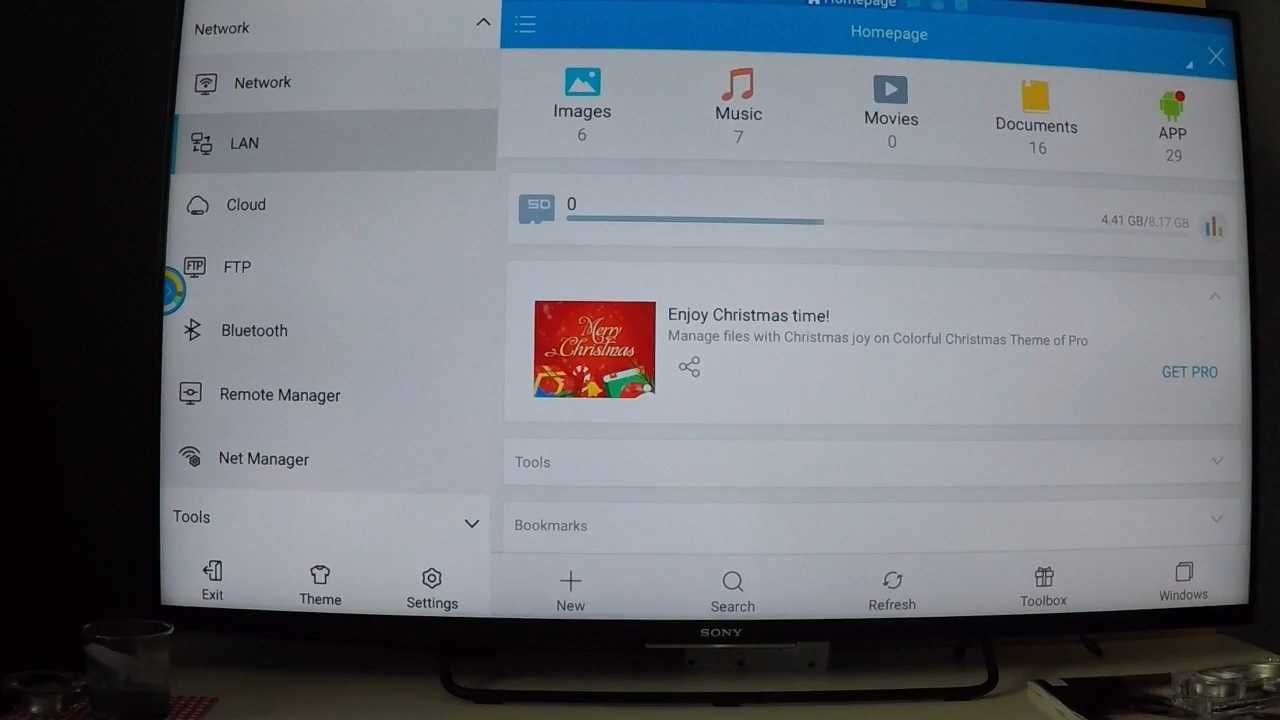 Network
Network
LAN
Cloud
FTP
FTP
Bluetooth
Remote Manager
Net Manager
Tools
Exit
Theme
Settings
Homepage
Homepage
Images
6
Music
7
Movies
0
Documents
16
APP
29
SD
0
4.41 GB/8.17 GB
Merry
Christmas
Enjoy Christmas time!
Manage files with Christmas joy on Colorful Christmas Theme of Pro
GET PRO
Tools
Bookmarks
New
Search
Refresh
Toolbox
Windows
SONY